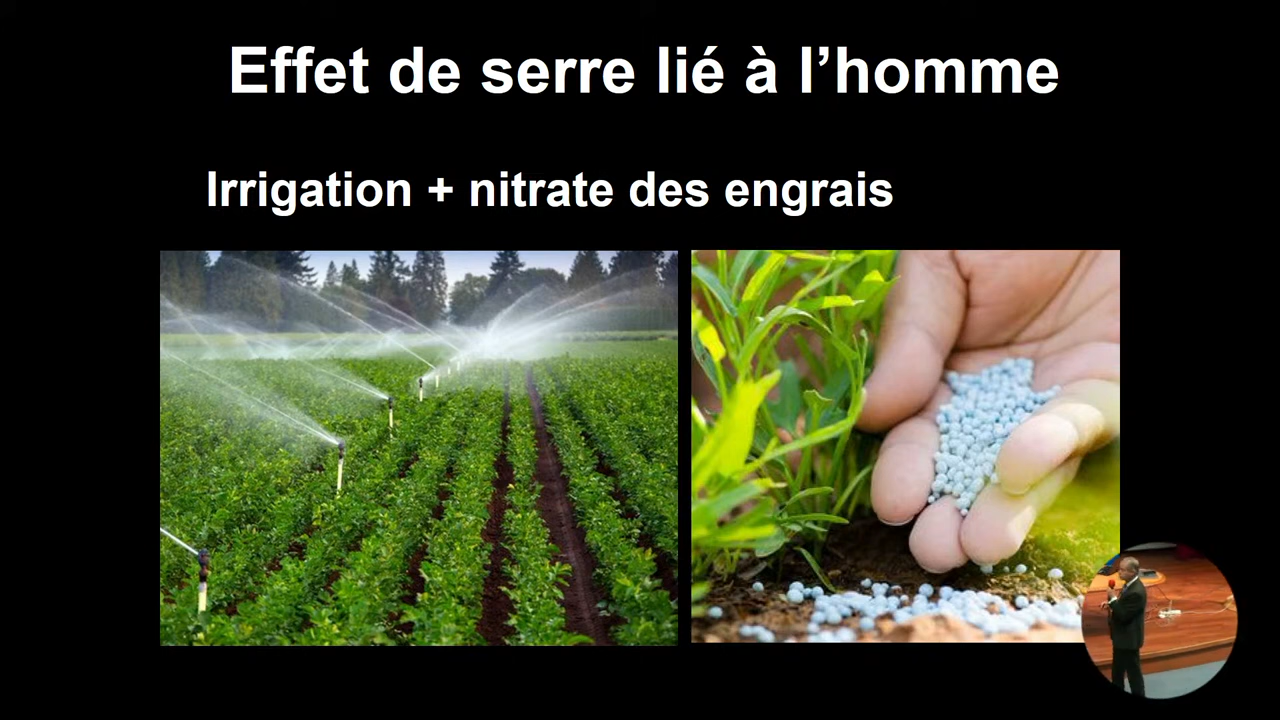 Effet de serre lié à l’homme
Irrigation + nitrate des engrais